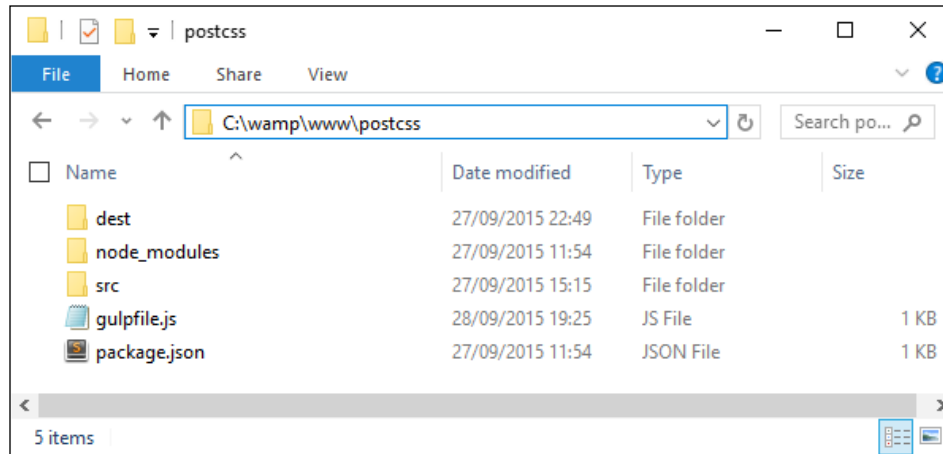 postcss
File Home Share View
C:\wamp\www\postcss Search po...
Name Date modified Type Size
dest 27/09/2015 22:49 File folder
node_modules 27/09/2015 11:54 File folder
src 27/09/2015 15:15 File folder
gulpfile.js 28/09/2015 19:25 JS File 1 KB
package.json 27/09/2015 11:54 JSON File 1 KB
5 items